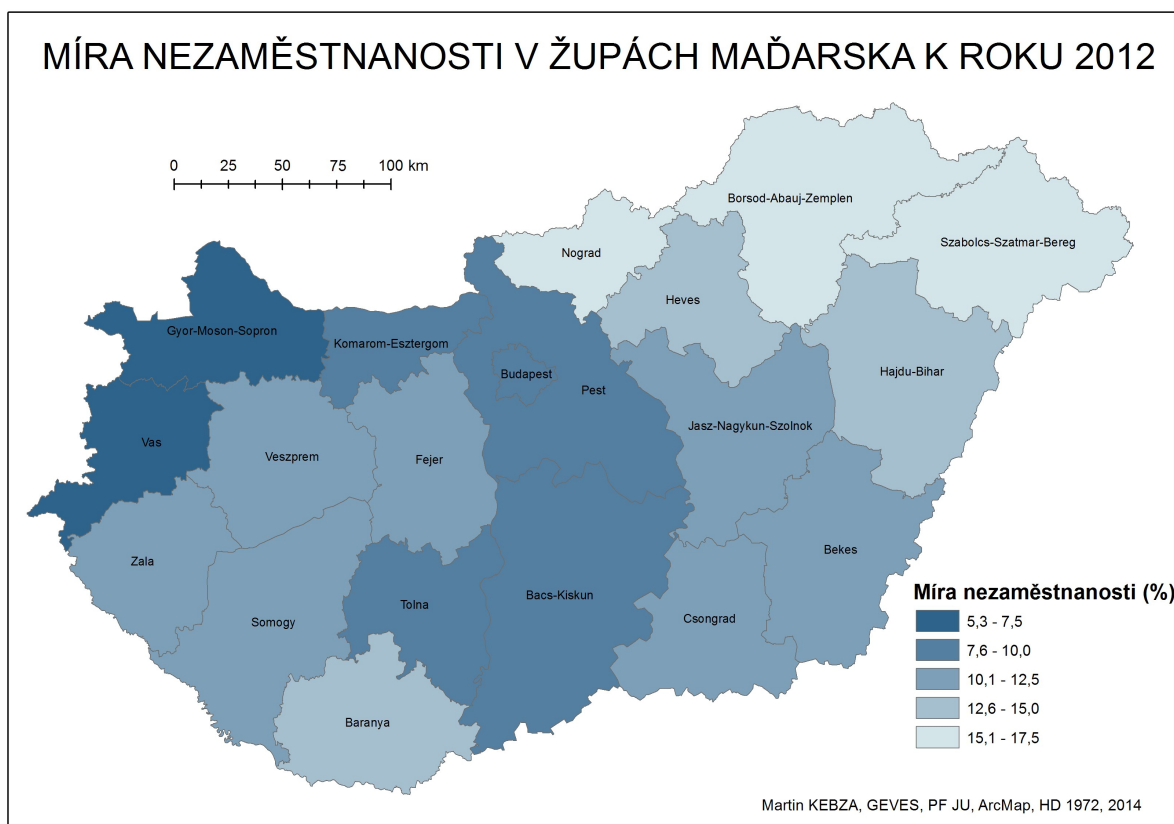 MÍRA NEZAMĚSTNANOSTI V ŽUPÁCH MAĎARSKA K ROKU 2012
0 25 50 75 100 km
Borsod-Abauj-Zemplen
Szabolcs-Szatmar-Bereg
Nograd
Heves
Gyor-Moson-Sopron
Komarom-Esztergom
Budapest
Pest
Hajdu-Bihar
Jasz-Nagykun-Szolnok
Vas
Veszprem
Fejer
Zala
Bekes
Tolna
Bacs-Kiskun
Somogy
Csongrad
Baranya
Míra nezaměstnanosti (%)
5,3 - 7,5
7,6 - 10,0
10,1 - 12,5
12,6 - 15,0
15,1 - 17,5
Martin KEBZA, GEVES, PF JU, ArcMap, HD 1972, 2014